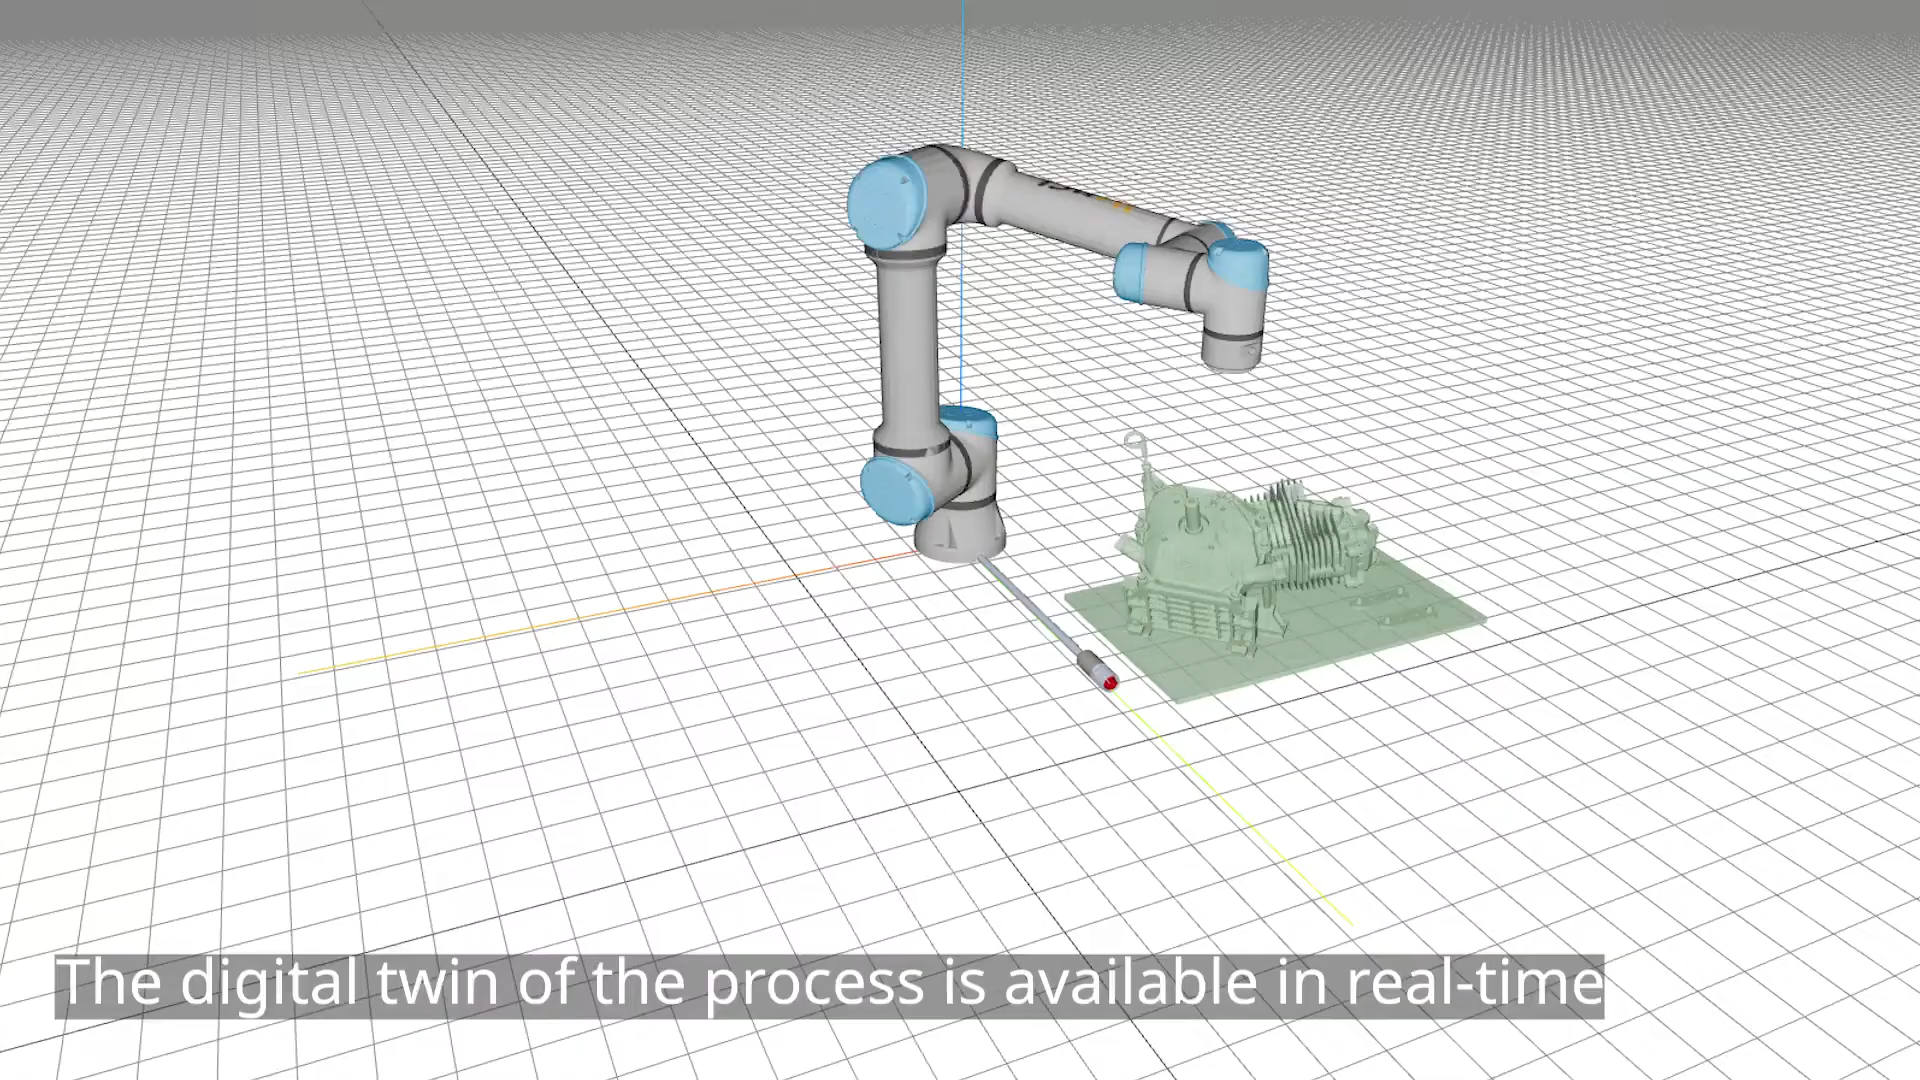 The digital twin of the process is available in real-time